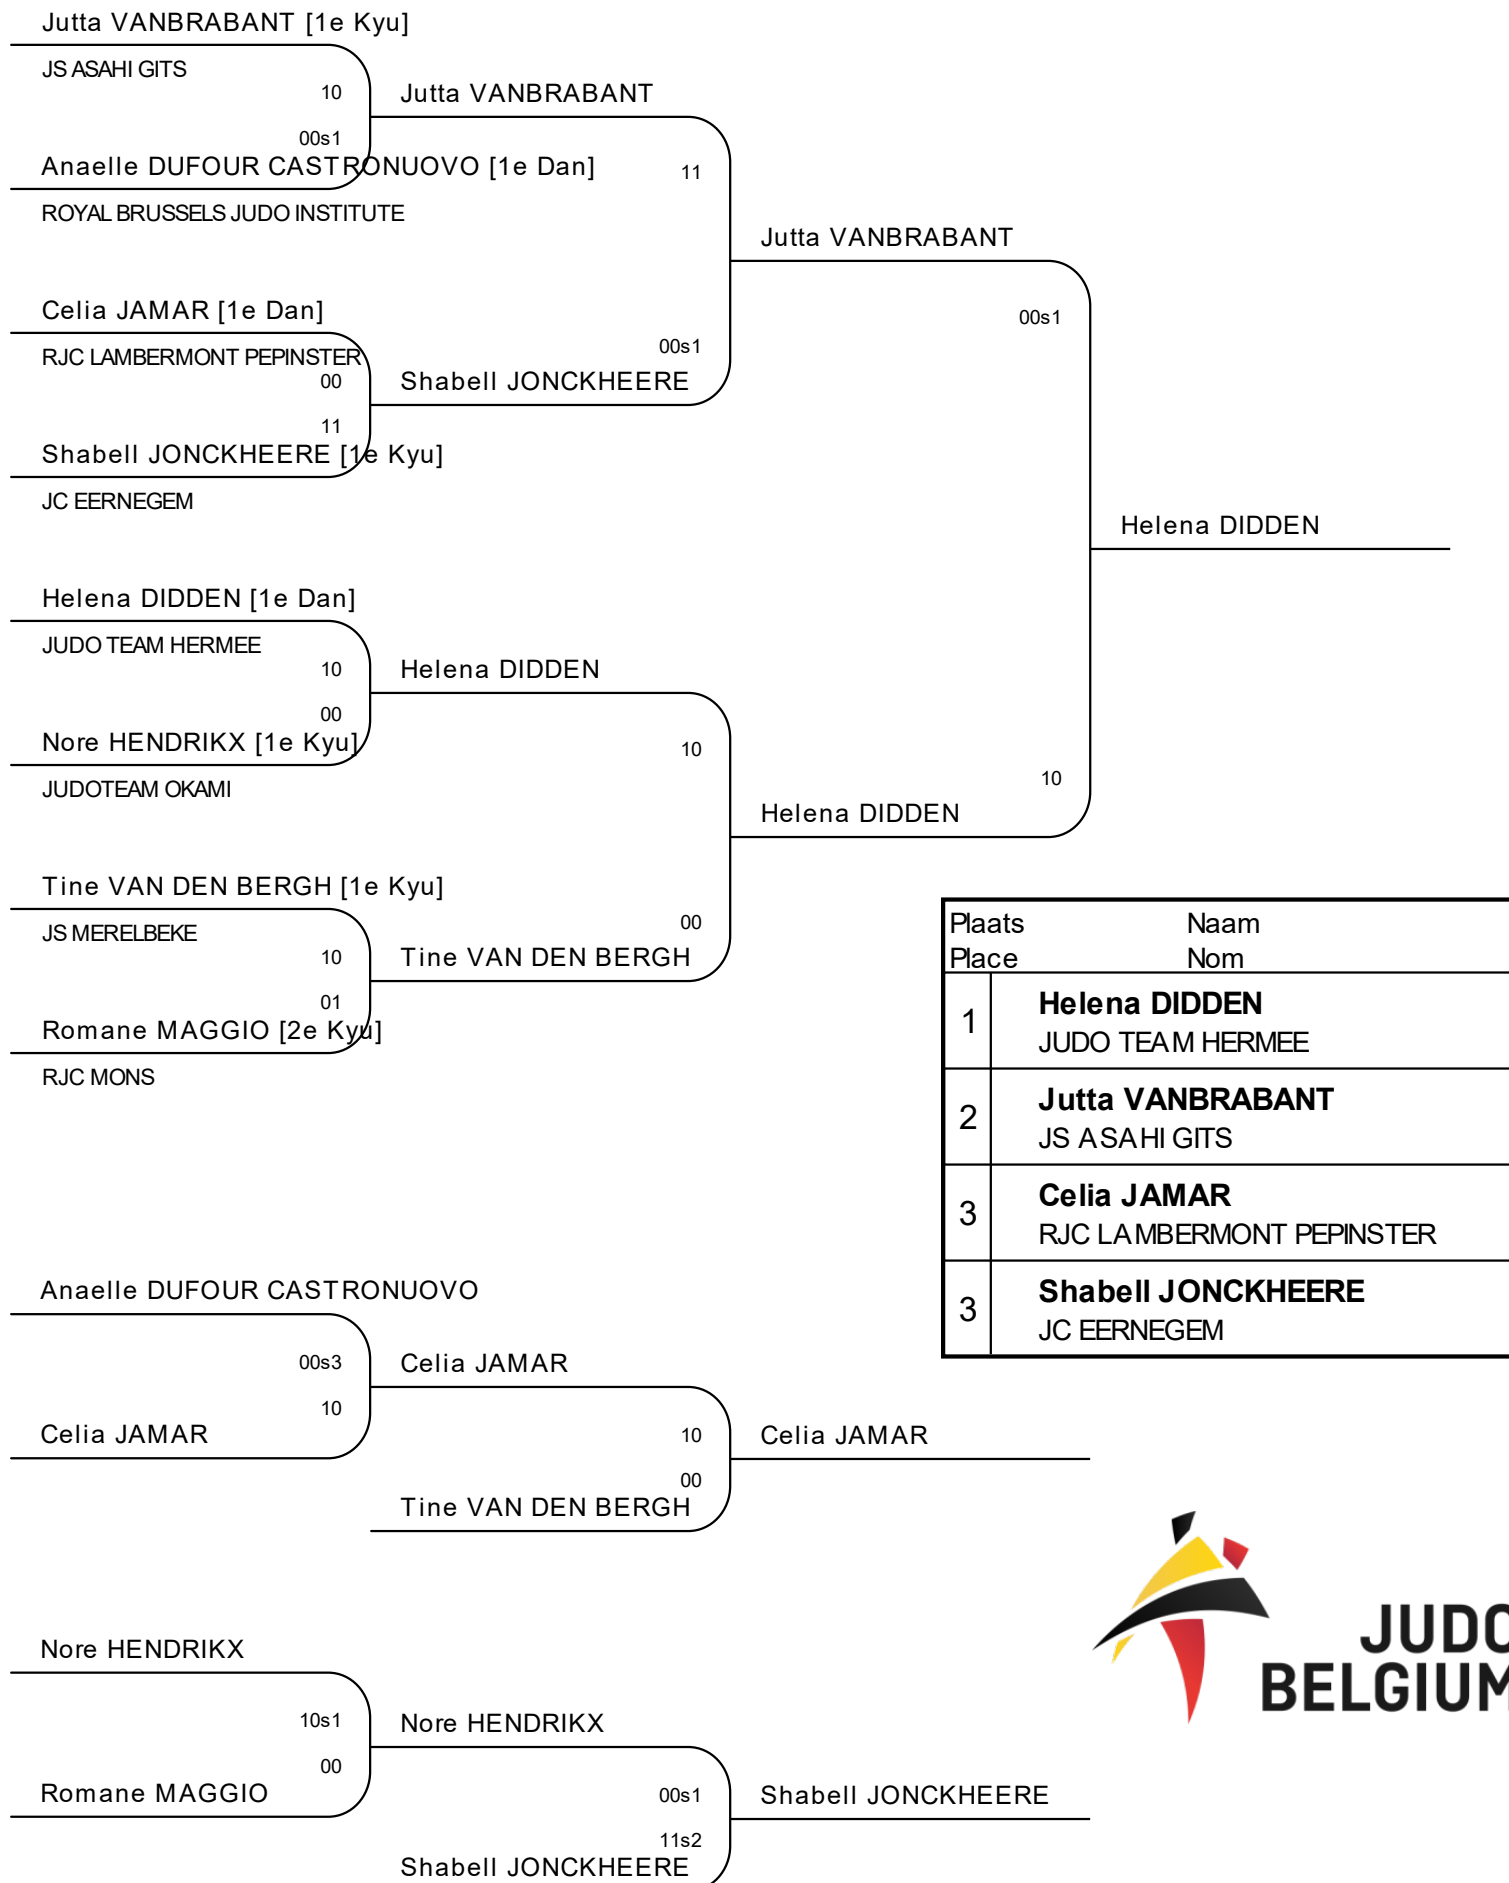 Jutta VANBRABANT [1e Kyu]
JS ASAHI GITS
10
Jutta VANBRABANT
00s1
Anaelle DUFOUR CASTRONUOVO [1e Dan]
11
ROYAL BRUSSELS JUDO INSTITUTE
Jutta VANBRABANT
Celia JAMAR [1e Dan]
00s1
RJC LAMBERMONT PEPINSTER
00s1
00
Shabell JONCKHEERE
11
Shabell JONCKHEERE [1e Kyu]
JC EERNEGEM
Helena DIDDEN
Helena DIDDEN [1e Dan]
JUDO TEAM HERMEE
10
Helena DIDDEN
00
Nore HENDRIKX [1e Kyu]
10
JUDOTEAM OKAMI
10
Helena DIDDEN
Tine VAN DEN BERGH [1e Kyu]
JS MERELBEKE
00
10
Tine VAN DEN BERGH
01
Romane MAGGIO [2e Kyu]
RJC MONS
Plaats Naam
Place Nom
1 Helena DIDDEN
JUDO TEAM HERMEE
2 Jutta VANBRABANT
JS ASAHI GITS
3 Celia JAMAR
RJC LAMBERMONT PEPINSTER
3 Shabell JONCKHEERE
JC EERNEGEM
Anaelle DUFOUR CASTRONUOVO
00s3
Celia JAMAR
10
Celia JAMAR
10
Celia JAMAR
00
Tine VAN DEN BERGH
JUDO
BELGIUM
Nore HENDRIKX
10s1
Nore HENDRIKX
00
Romane MAGGIO
00s1
Shabell JONCKHEERE
11s2
Shabell JONCKHEERE